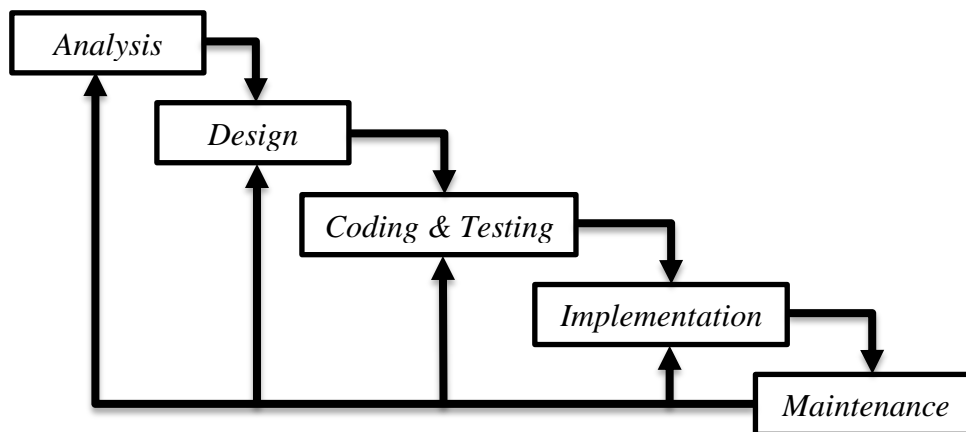 Analysis
Design
Coding & Testing
Implementation
Maintenance